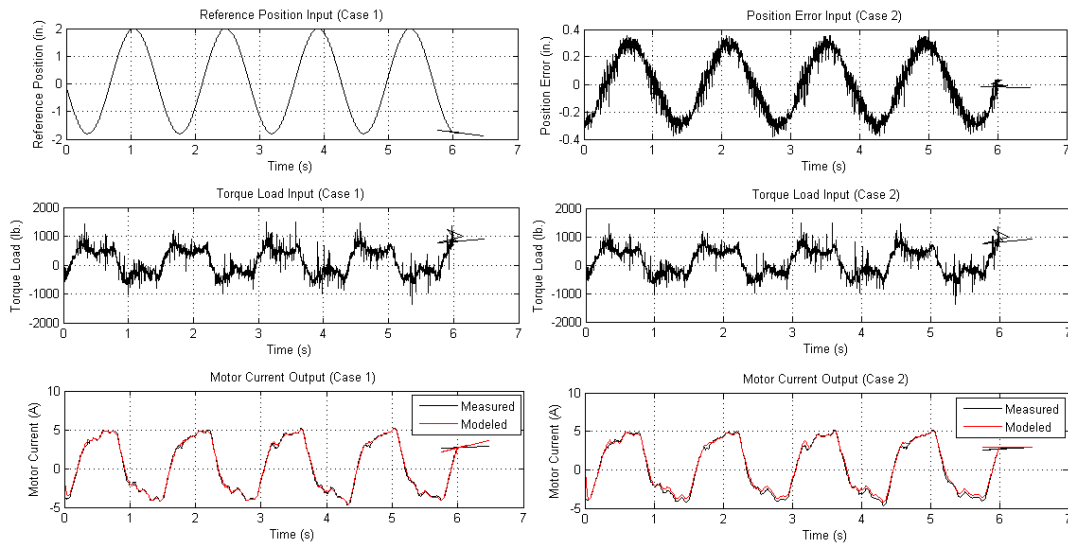 Reference Position Input (Case 1)
Reference Position (in.)
2
1
0
-1
-2
0 1 2 3 4 5 6 7
Time (s)
Position Error Input (Case 2)
Position Error (in.)
0.4
0.2
0
-0.2
-0.4
0 1 2 3 4 5 6 7
Time (s)
Torque Load Input (Case 1)
Torque Load (lb.)
2000
1000
0
-1000
-2000
0 1 2 3 4 5 6 7
Time (s)
Torque Load Input (Case 2)
Torque Load (lb.)
2000
1000
0
-1000
-2000
0 1 2 3 4 5 6 7
Time (s)
Motor Current Output (Case 1)
Motor Current (A)
10
5
0
-5
0 1 2 3 4 5 6 7
Time (s)
Measured
Modeled
Motor Current Output (Case 2)
Motor Current (A)
10
5
0
-5
0 1 2 3 4 5 6 7
Time (s)
Measured
Modeled